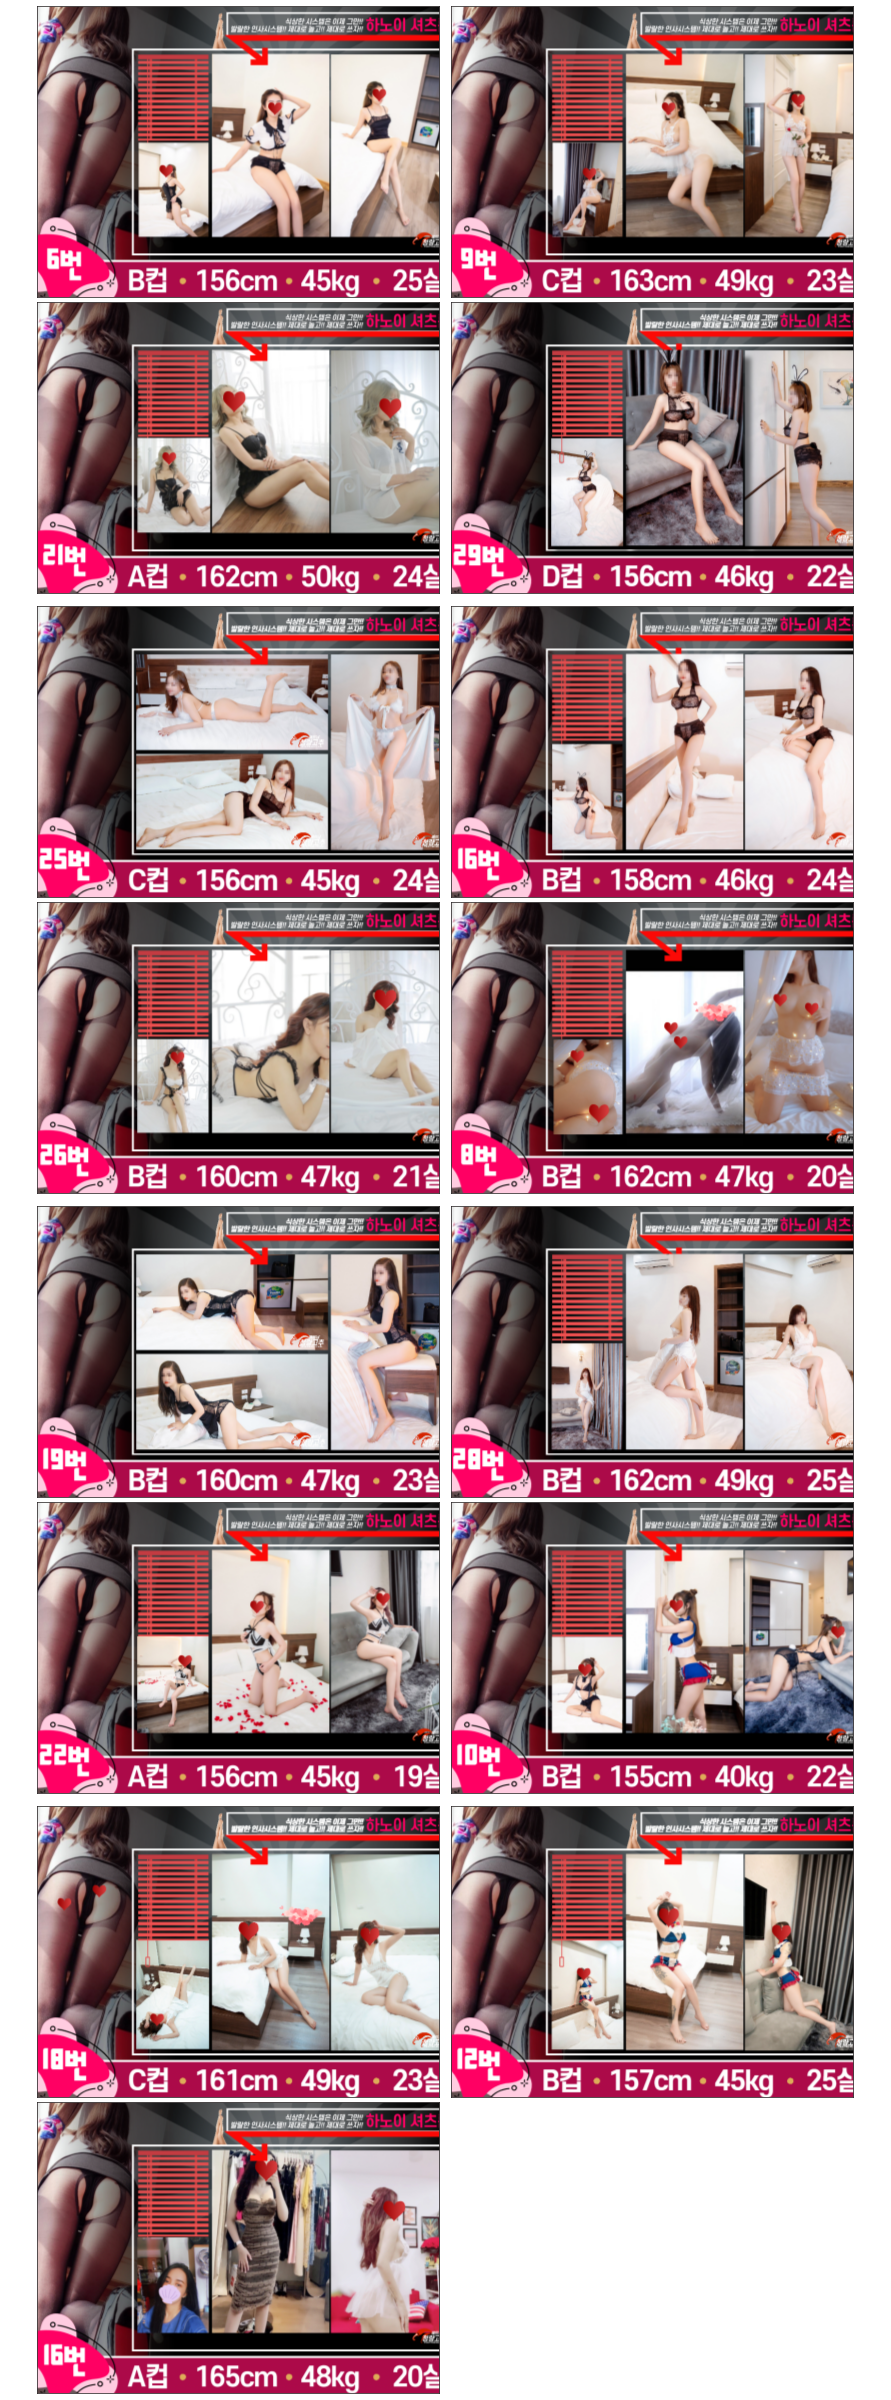 식상한 시스템은 이제 그만!!
발랄한 인사시스템!! 제대로 놀고!! 제대로 쓰자!!
하노이 셔츠
6번
B컵 • 156cm • 45kg • 25살
식상한 시스템은 이제 그만!!
발랄한 인사시스템!! 제대로 놀고!! 제대로 쓰자!!
하노이 셔츠
9번
C컵 • 163cm • 49kg • 23살
식상한 시스템은 이제 그만!!
발랄한 인사시스템!! 제대로 놀고!! 제대로 쓰자!!
하노이 셔츠
21번
A컵 • 162cm • 50kg • 24살
식상한 시스템은 이제 그만!!
발랄한 인사시스템!! 제대로 놀고!! 제대로 쓰자!!
하노이 셔츠
29번
D컵 • 156cm • 46kg • 22살
식상한 시스템은 이제 그만!!
발랄한 인사시스템!! 제대로 놀고!! 제대로 쓰자!!
하노이 셔츠
25번
C컵 • 156cm • 45kg • 24살
식상한 시스템은 이제 그만!!
발랄한 인사시스템!! 제대로 놀고!! 제대로 쓰자!!
하노이 셔츠
16번
B컵 • 158cm • 46kg • 24살
식상한 시스템은 이제 그만!!
발랄한 인사시스템!! 제대로 놀고!! 제대로 쓰자!!
하노이 셔츠
26번
B컵 • 160cm • 47kg • 21살
식상한 시스템은 이제 그만!!
발랄한 인사시스템!! 제대로 놀고!! 제대로 쓰자!!
하노이 셔츠
8번
B컵 • 162cm • 47kg • 20살
식상한 시스템은 이제 그만!!
발랄한 인사시스템!! 제대로 놀고!! 제대로 쓰자!!
하노이 셔츠
19번
B컵 • 160cm • 47kg • 23살
식상한 시스템은 이제 그만!!
발랄한 인사시스템!! 제대로 놀고!! 제대로 쓰자!!
하노이 셔츠
28번
B컵 • 162cm • 49kg • 25살
식상한 시스템은 이제 그만!!
발랄한 인사시스템!! 제대로 놀고!! 제대로 쓰자!!
하노이 셔츠
22번
A컵 • 156cm • 45kg • 19살
식상한 시스템은 이제 그만!!
발랄한 인사시스템!! 제대로 놀고!! 제대로 쓰자!!
하노이 셔츠
10번
B컵 • 155cm • 40kg • 22살
식상한 시스템은 이제 그만!!
발랄한 인사시스템!! 제대로 놀고!! 제대로 쓰자!!
하노이 셔츠
18번
C컵 • 161cm • 49kg • 23살
식상한 시스템은 이제 그만!!
발랄한 인사시스템!! 제대로 놀고!! 제대로 쓰자!!
하노이 셔츠
12번
B컵 • 157cm • 45kg • 25살
식상한 시스템은 이제 그만!!
발랄한 인사시스템!! 제대로 놀고!! 제대로 쓰자!!
하노이 셔츠
16번
A컵 • 165cm • 48kg • 20살